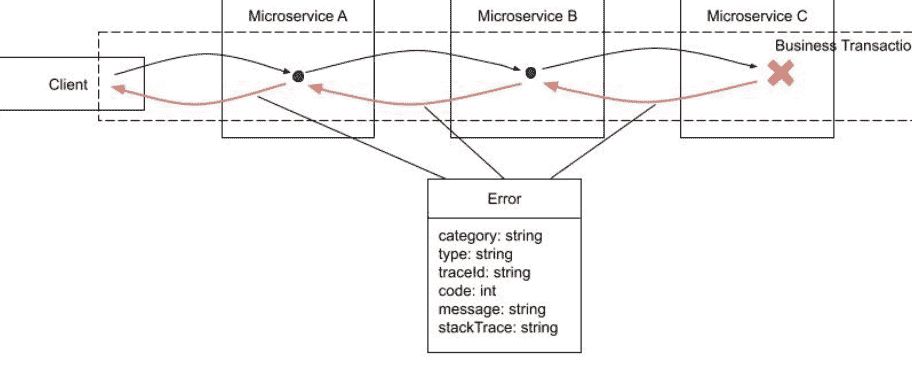 Microservice A
Microservice B
Microservice C
Business Transactio
Client
Error
category: string
type: string
traceId: string
code: int
message: string
stackTrace: string